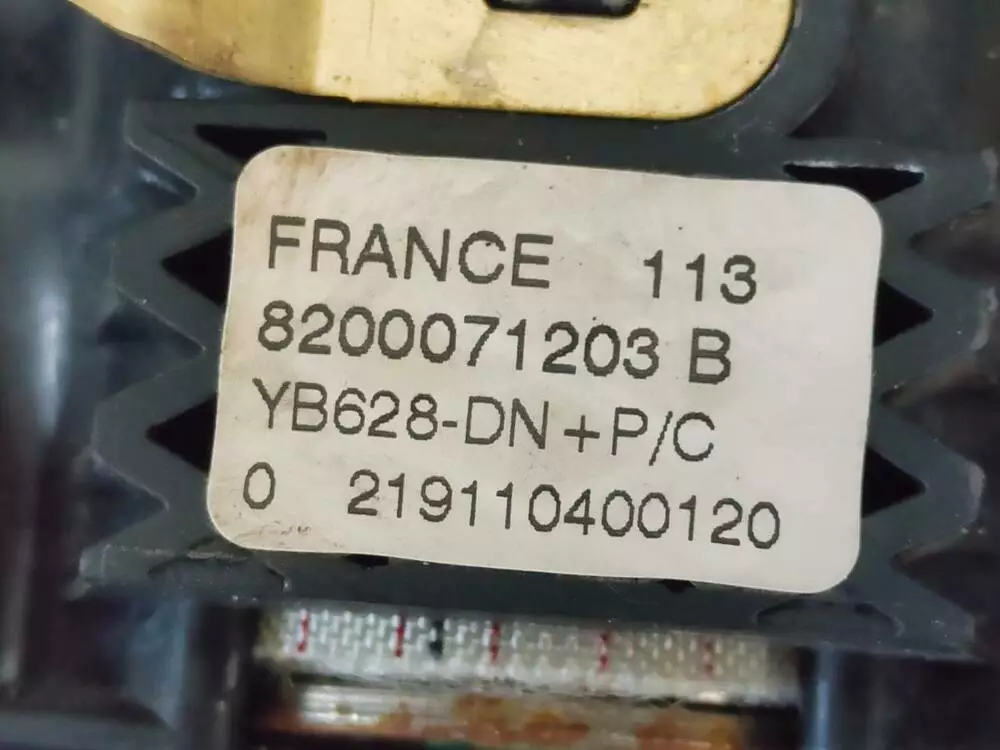 FRANCE 113
8200071203 B
YB628-DN+P/C
0 219110400120